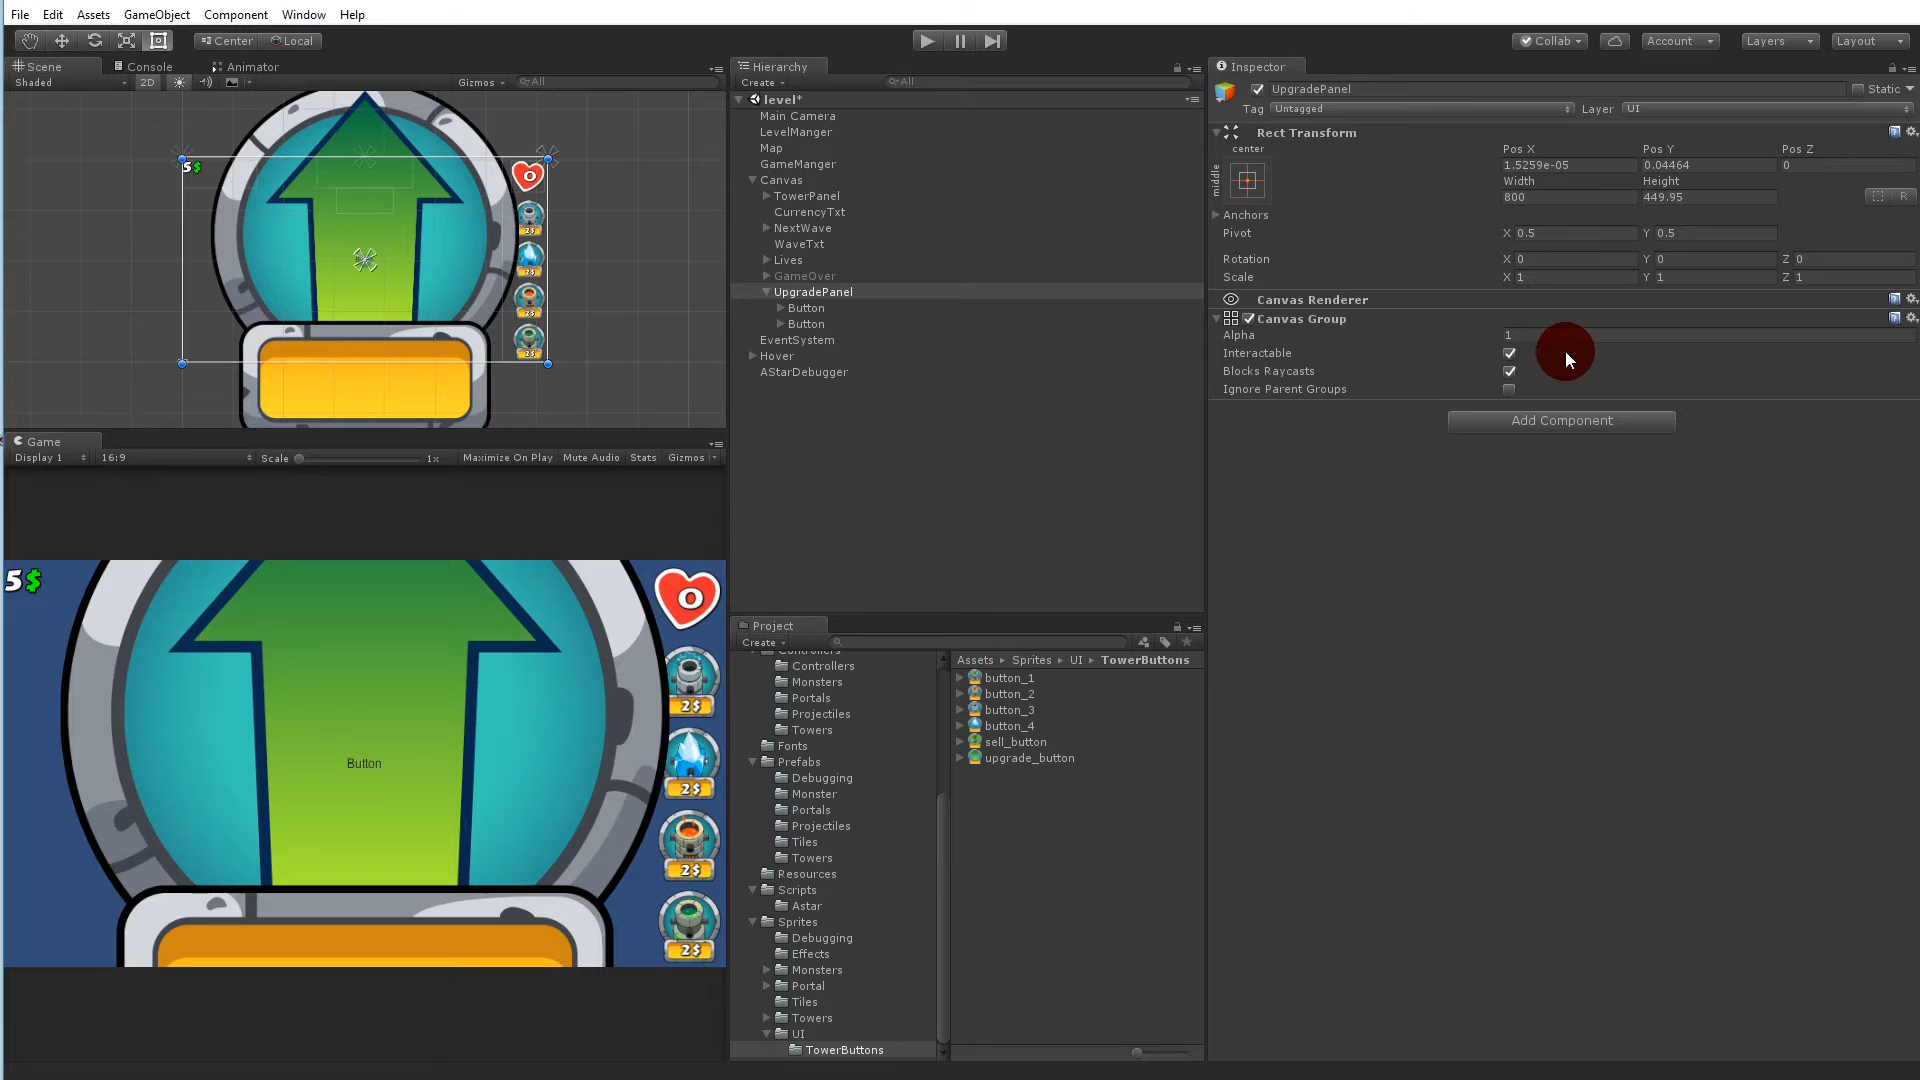 File Edit Assets GameObject Component Window Help
Center Local
Collab Account Layers Layout
Scene Console Animator
Shaded 2D Gizmos All
5$
0
2$
2$
2$
2$
Game
Display 1 16:9 Scale 1x Maximize On Play Mute Audio Stats Gizmos
5$
0
2$
2$
2$
2$
Button
Hierarchy
Create All
level*
Main Camera
LevelManger
Map
GameManger
Canvas
TowerPanel
CurrencyTxt
NextWave
WaveTxt
Lives
GameOver
UpgradePanel
Button
Button
EventSystem
Hover
AStarDebugger
Project
Create
Controllers
Controllers
Monsters
Portals
Projectiles
Towers
Fonts
Prefabs
Debugging
Monster
Portals
Projectiles
Tiles
Towers
Resources
Scripts
Astar
Sprites
Debugging
Effects
Monsters
Portal
Tiles
Towers
UI
TowerButtons
Assets Sprites UI TowerButtons
button_1
button_2
button_3
button_4
sell_button
upgrade_button
Inspector
UpgradePanel Static
Tag Untagged Layer UI
Rect Transform
center
middle
Pos X Pos Y Pos Z
1.5259e-05 0.04464 0
Width Height
800 449.95
R
Anchors
Pivot X 0.5 Y 0.5
Rotation X 0 Y 0 Z 0
Scale X 1 Y 1 Z 1
Canvas Renderer
Canvas Group
Alpha 1
Interactable
Blocks Raycasts
Ignore Parent Groups
Add Component